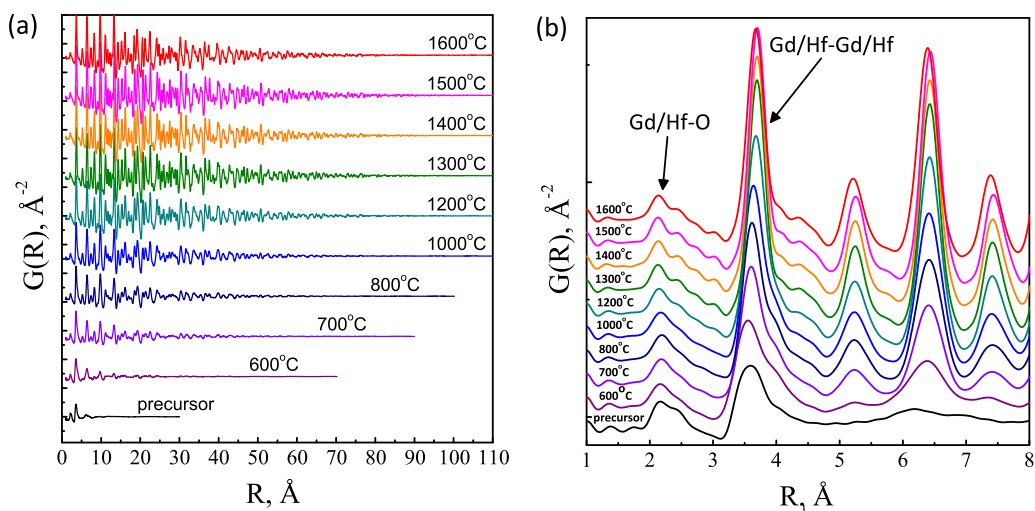 (a)
G(R), Å⁻²
1600°C
1500°C
1400°C
1300°C
1200°C
1000°C
800°C
700°C
600°C
precursor
0 10 20 30 40 50 60 70 80 90 100 110
R, Å
(b)
G(R), Å⁻²
Gd/Hf-Gd/Hf
Gd/Hf-O
1600°C
1500°C
1400°C
1300°C
1200°C
1000°C
800°C
700°C
600°C
precursor
1 2 3 4 5 6 7 8
R, Å